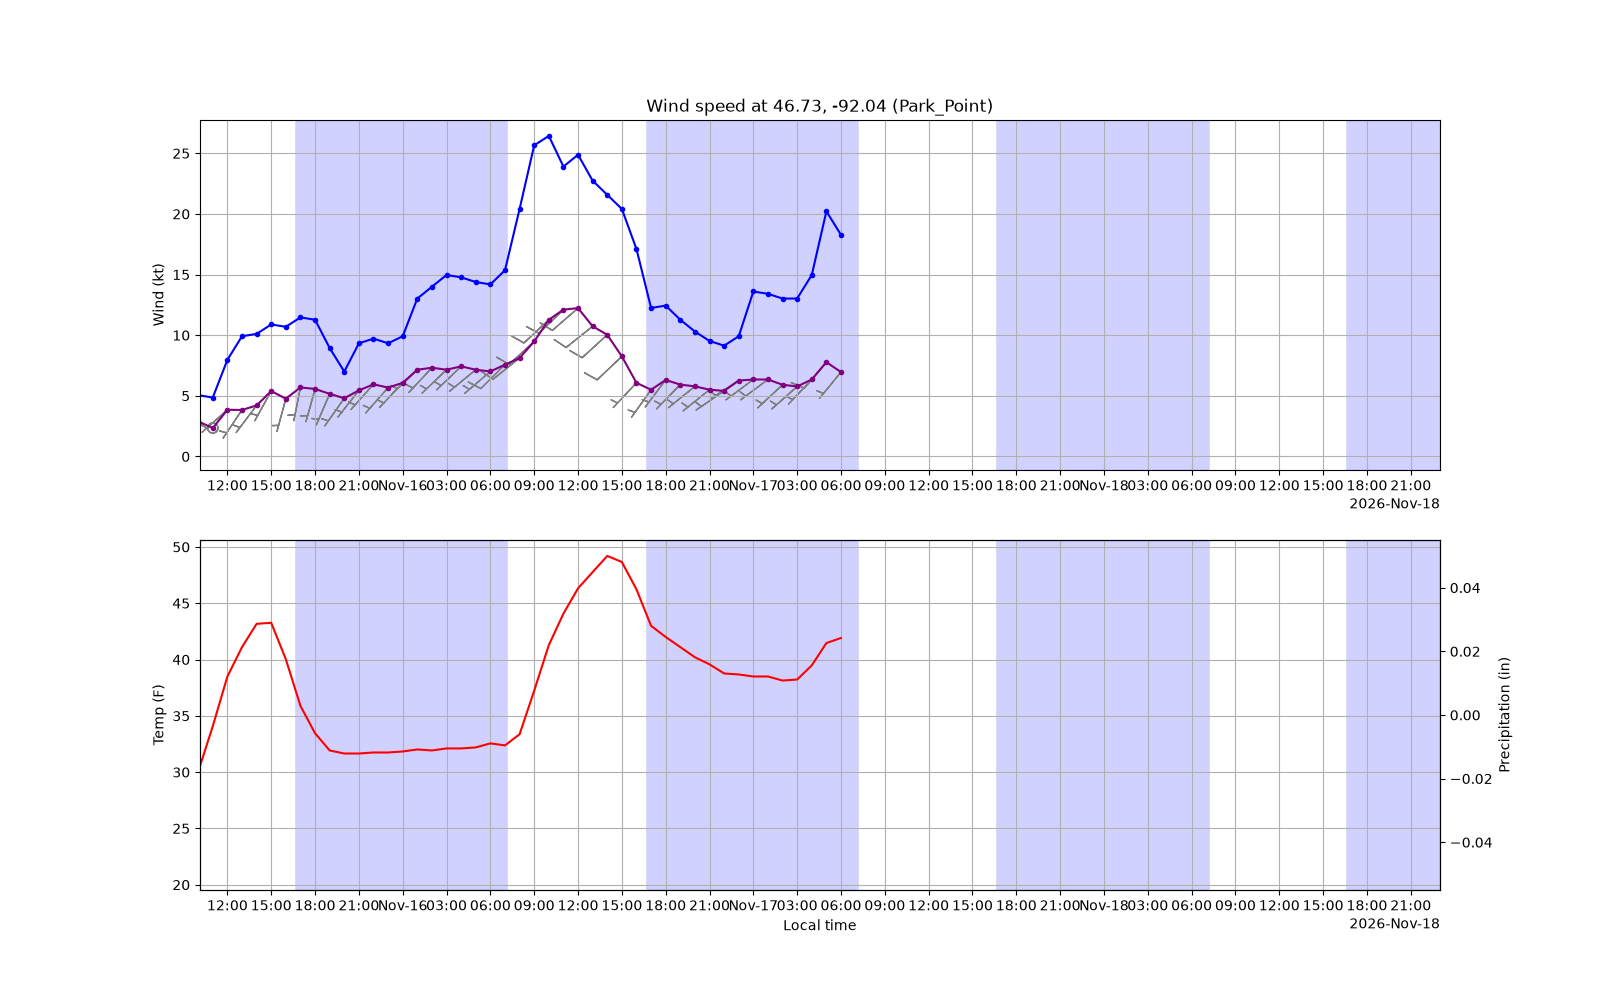 Wind speed at 46.73, -92.04 (Park_Point)
Wind (kt)
25
20
15
10
5
0
12:00 15:00 18:00 21:00 Nov-16 03:00 06:00 09:00 12:00 15:00 18:00 21:00 Nov-17 03:00 06:00 09:00 12:00 15:00 18:00 21:00 Nov-18 03:00 06:00 09:00 12:00 15:00 18:00 21:00
2026-Nov-18
Temp (F)
50
45
40
35
30
25
20
0.04
0.02
0.00
−0.02
−0.04
Precipitation (in)
12:00 15:00 18:00 21:00 Nov-16 03:00 06:00 09:00 12:00 15:00 18:00 21:00 Nov-17 03:00 06:00 09:00 12:00 15:00 18:00 21:00 Nov-18 03:00 06:00 09:00 12:00 15:00 18:00 21:00
Local time
2026-Nov-18